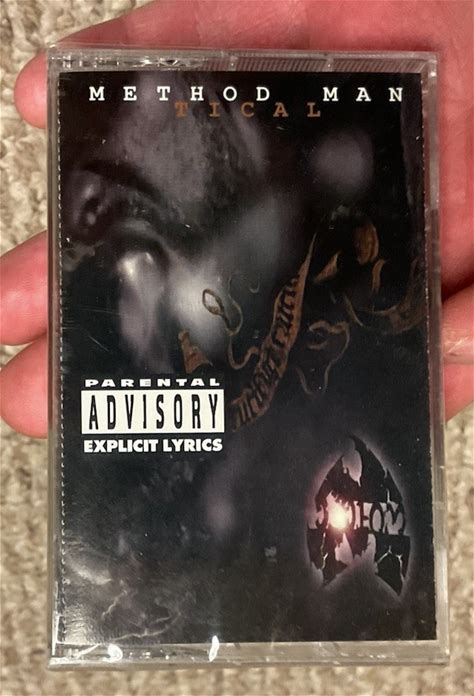 METHOD MAN
TICAL
PARENTAL
ADVISORY
EXPLICIT LYRICS